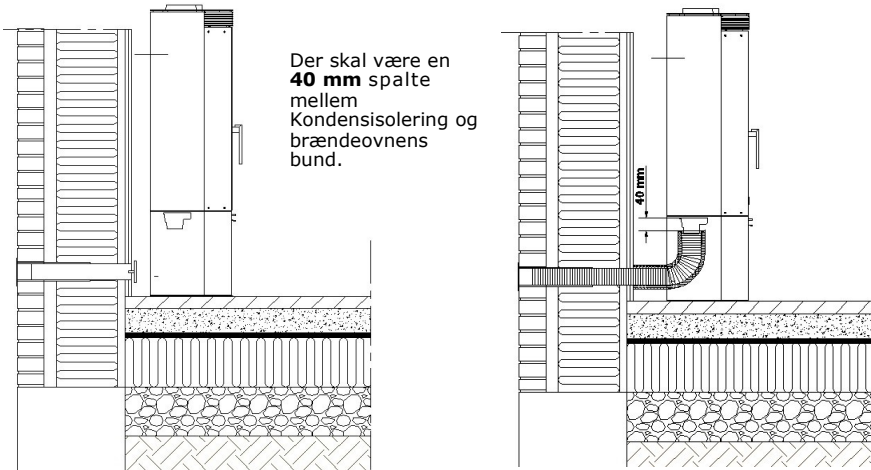 Der skal være en
40 mm spalte
mellem
Kondensisolering og
brændeovnens
bund.
40 mm